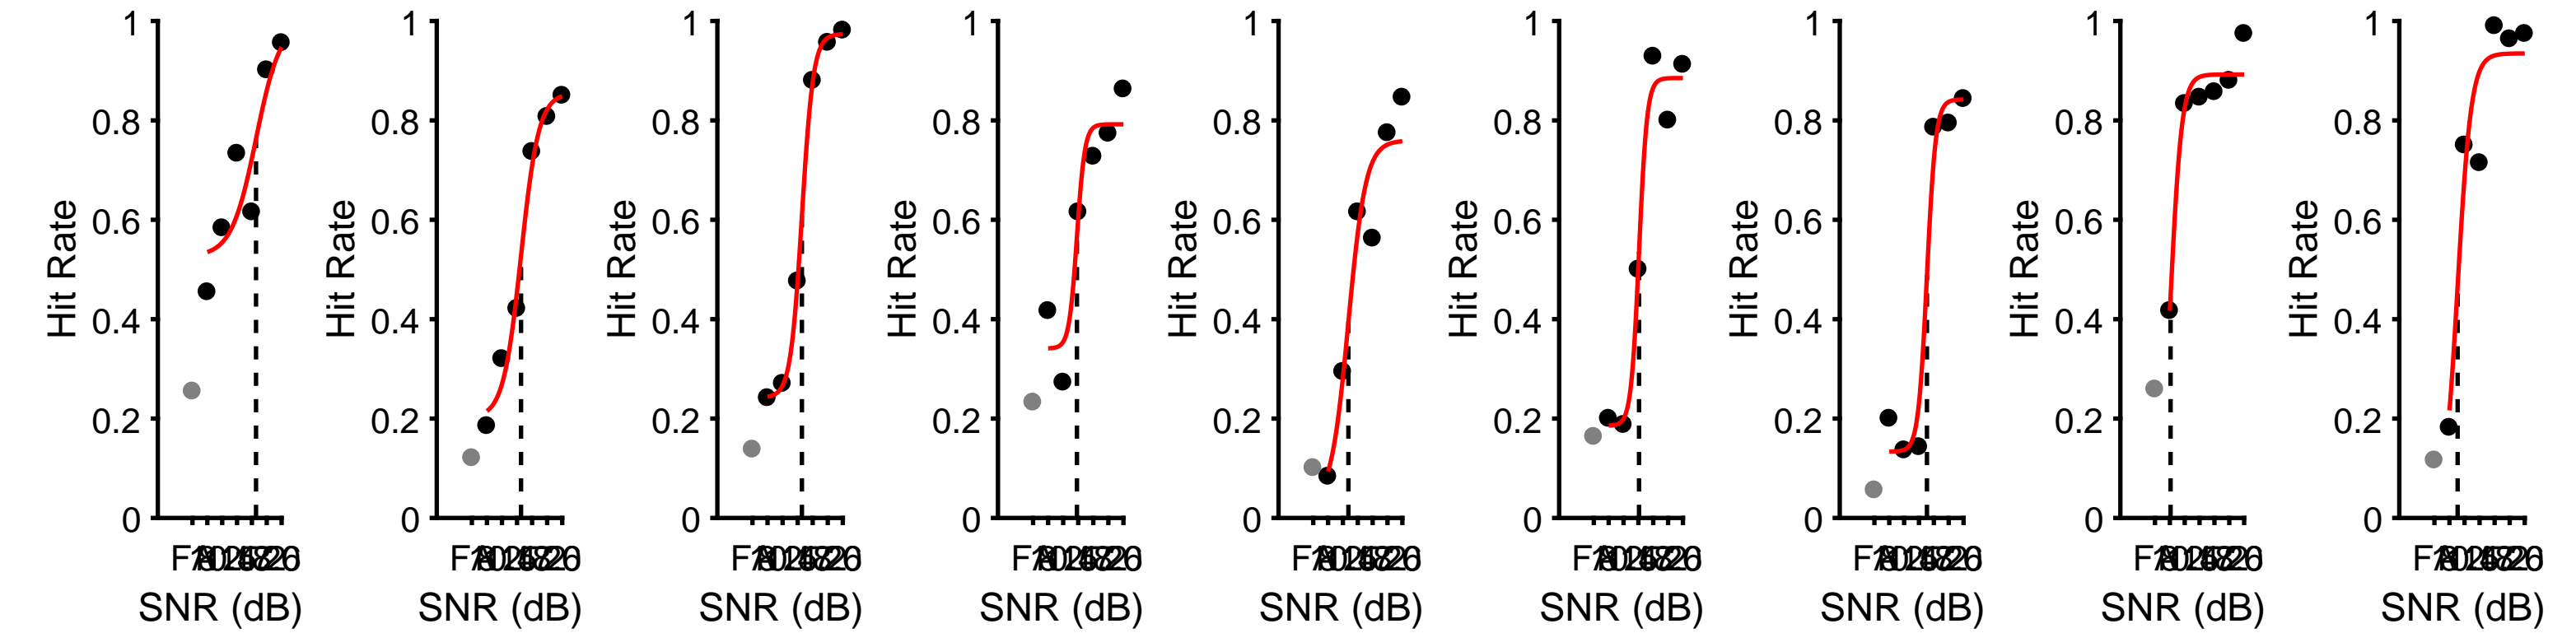 1 1 1 1 1 1 1 1 1
0.8 0.8 0.8 0.8 0.8 0.8 0.8 0.8 0.8
0.6 0.6 0.6 0.6 0.6 0.6 0.6 0.6 0.6
Hit Rate Hit Rate Hit Rate Hit Rate Hit Rate Hit Rate Hit Rate Hit Rate Hit Rate
0.4 0.4 0.4 0.4 0.4 0.4 0.4 0.4 0.4
0.2 0.2 0.2 0.2 0.2 0.2 0.2 0.2 0.2
0 0 0 0 0 0 0 0 0
SNR (dB) SNR (dB) SNR (dB) SNR (dB) SNR (dB) SNR (dB) SNR (dB) SNR (dB) SNR (dB)